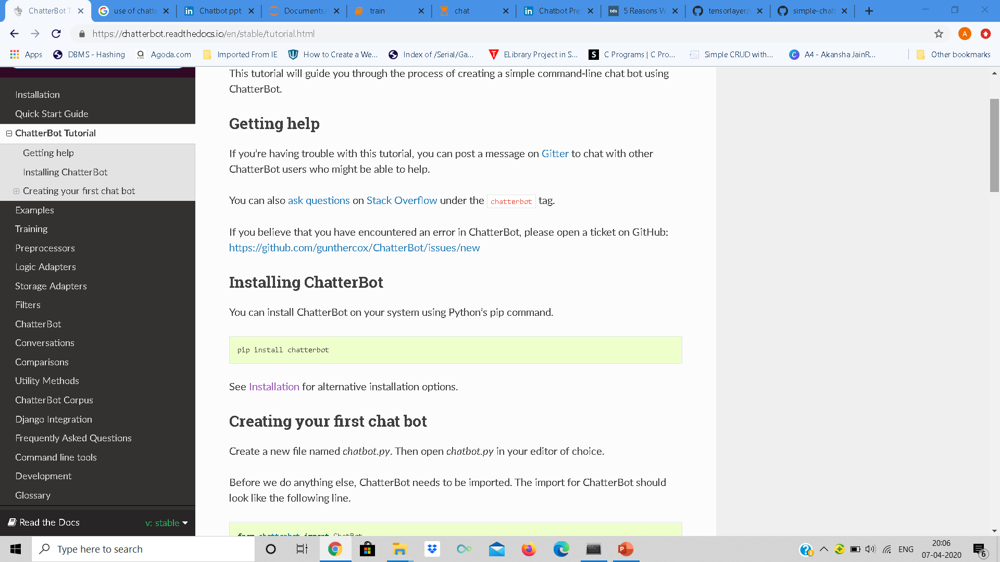 ChatterBot T
use of chatte
Chatbot ppt
Documents/
train
chat
Chatbot Pre
tds
5 Reasons W
tensorlayer/
simple-chat
https://chatterbot.readthedocs.io/en/stable/tutorial.html
A
Apps
DBMS - Hashing
Agoda.com
Imported From IE
How to Create a We...
Index of /Serial/Ga...
ELibrary Project in S...
S
C Programs | C Pro...
Simple CRUD with...
C
A4 - Akansha JainR...
Other bookmarks
Installation
Quick Start Guide
ChatterBot Tutorial
Getting help
Installing ChatterBot
Creating your first chat bot
Examples
Training
Preprocessors
Logic Adapters
Storage Adapters
Filters
ChatterBot
Conversations
Comparisons
Utility Methods
ChatterBot Corpus
Django Integration
Frequently Asked Questions
Command line tools
Development
Glossary
Read the Docs
v: stable
This tutorial will guide you through the process of creating a simple command-line chat bot using
ChatterBot.
Getting help
If you're having trouble with this tutorial, you can post a message on Gitter to chat with other
ChatterBot users who might be able to help.
You can also ask questions on Stack Overflow under the chatterbot tag.
If you believe that you have encountered an error in ChatterBot, please open a ticket on GitHub:
https://github.com/gunthercox/ChatterBot/issues/new
Installing ChatterBot
You can install ChatterBot on your system using Python's pip command.
pip install chatterbot
See Installation for alternative installation options.
Creating your first chat bot
Create a new file named chatbot.py. Then open chatbot.py in your editor of choice.
Before we do anything else, ChatterBot needs to be imported. The import for ChatterBot should
look like the following line.
from chatterbot import ChatBot
Type here to search
ENG
20:06
07-04-2020
6